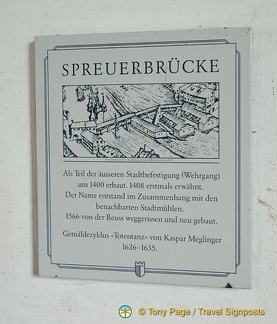 SPREUERBRÜCKE
Als Teil der äusseren Stadtbefestigung (Wehrgang)
um 1400 erbaut. 1408 erstmals erwähnt.
Der Name entstand im Zusammenhang mit den
benachbarten Stadtmühlen.
1566 von der Reuss weggerissen und neu gebaut.
Gemäldezyklus «Totentanz» von Kaspar Meglinger
1626–1635.
© Tony Page / Travel Signposts